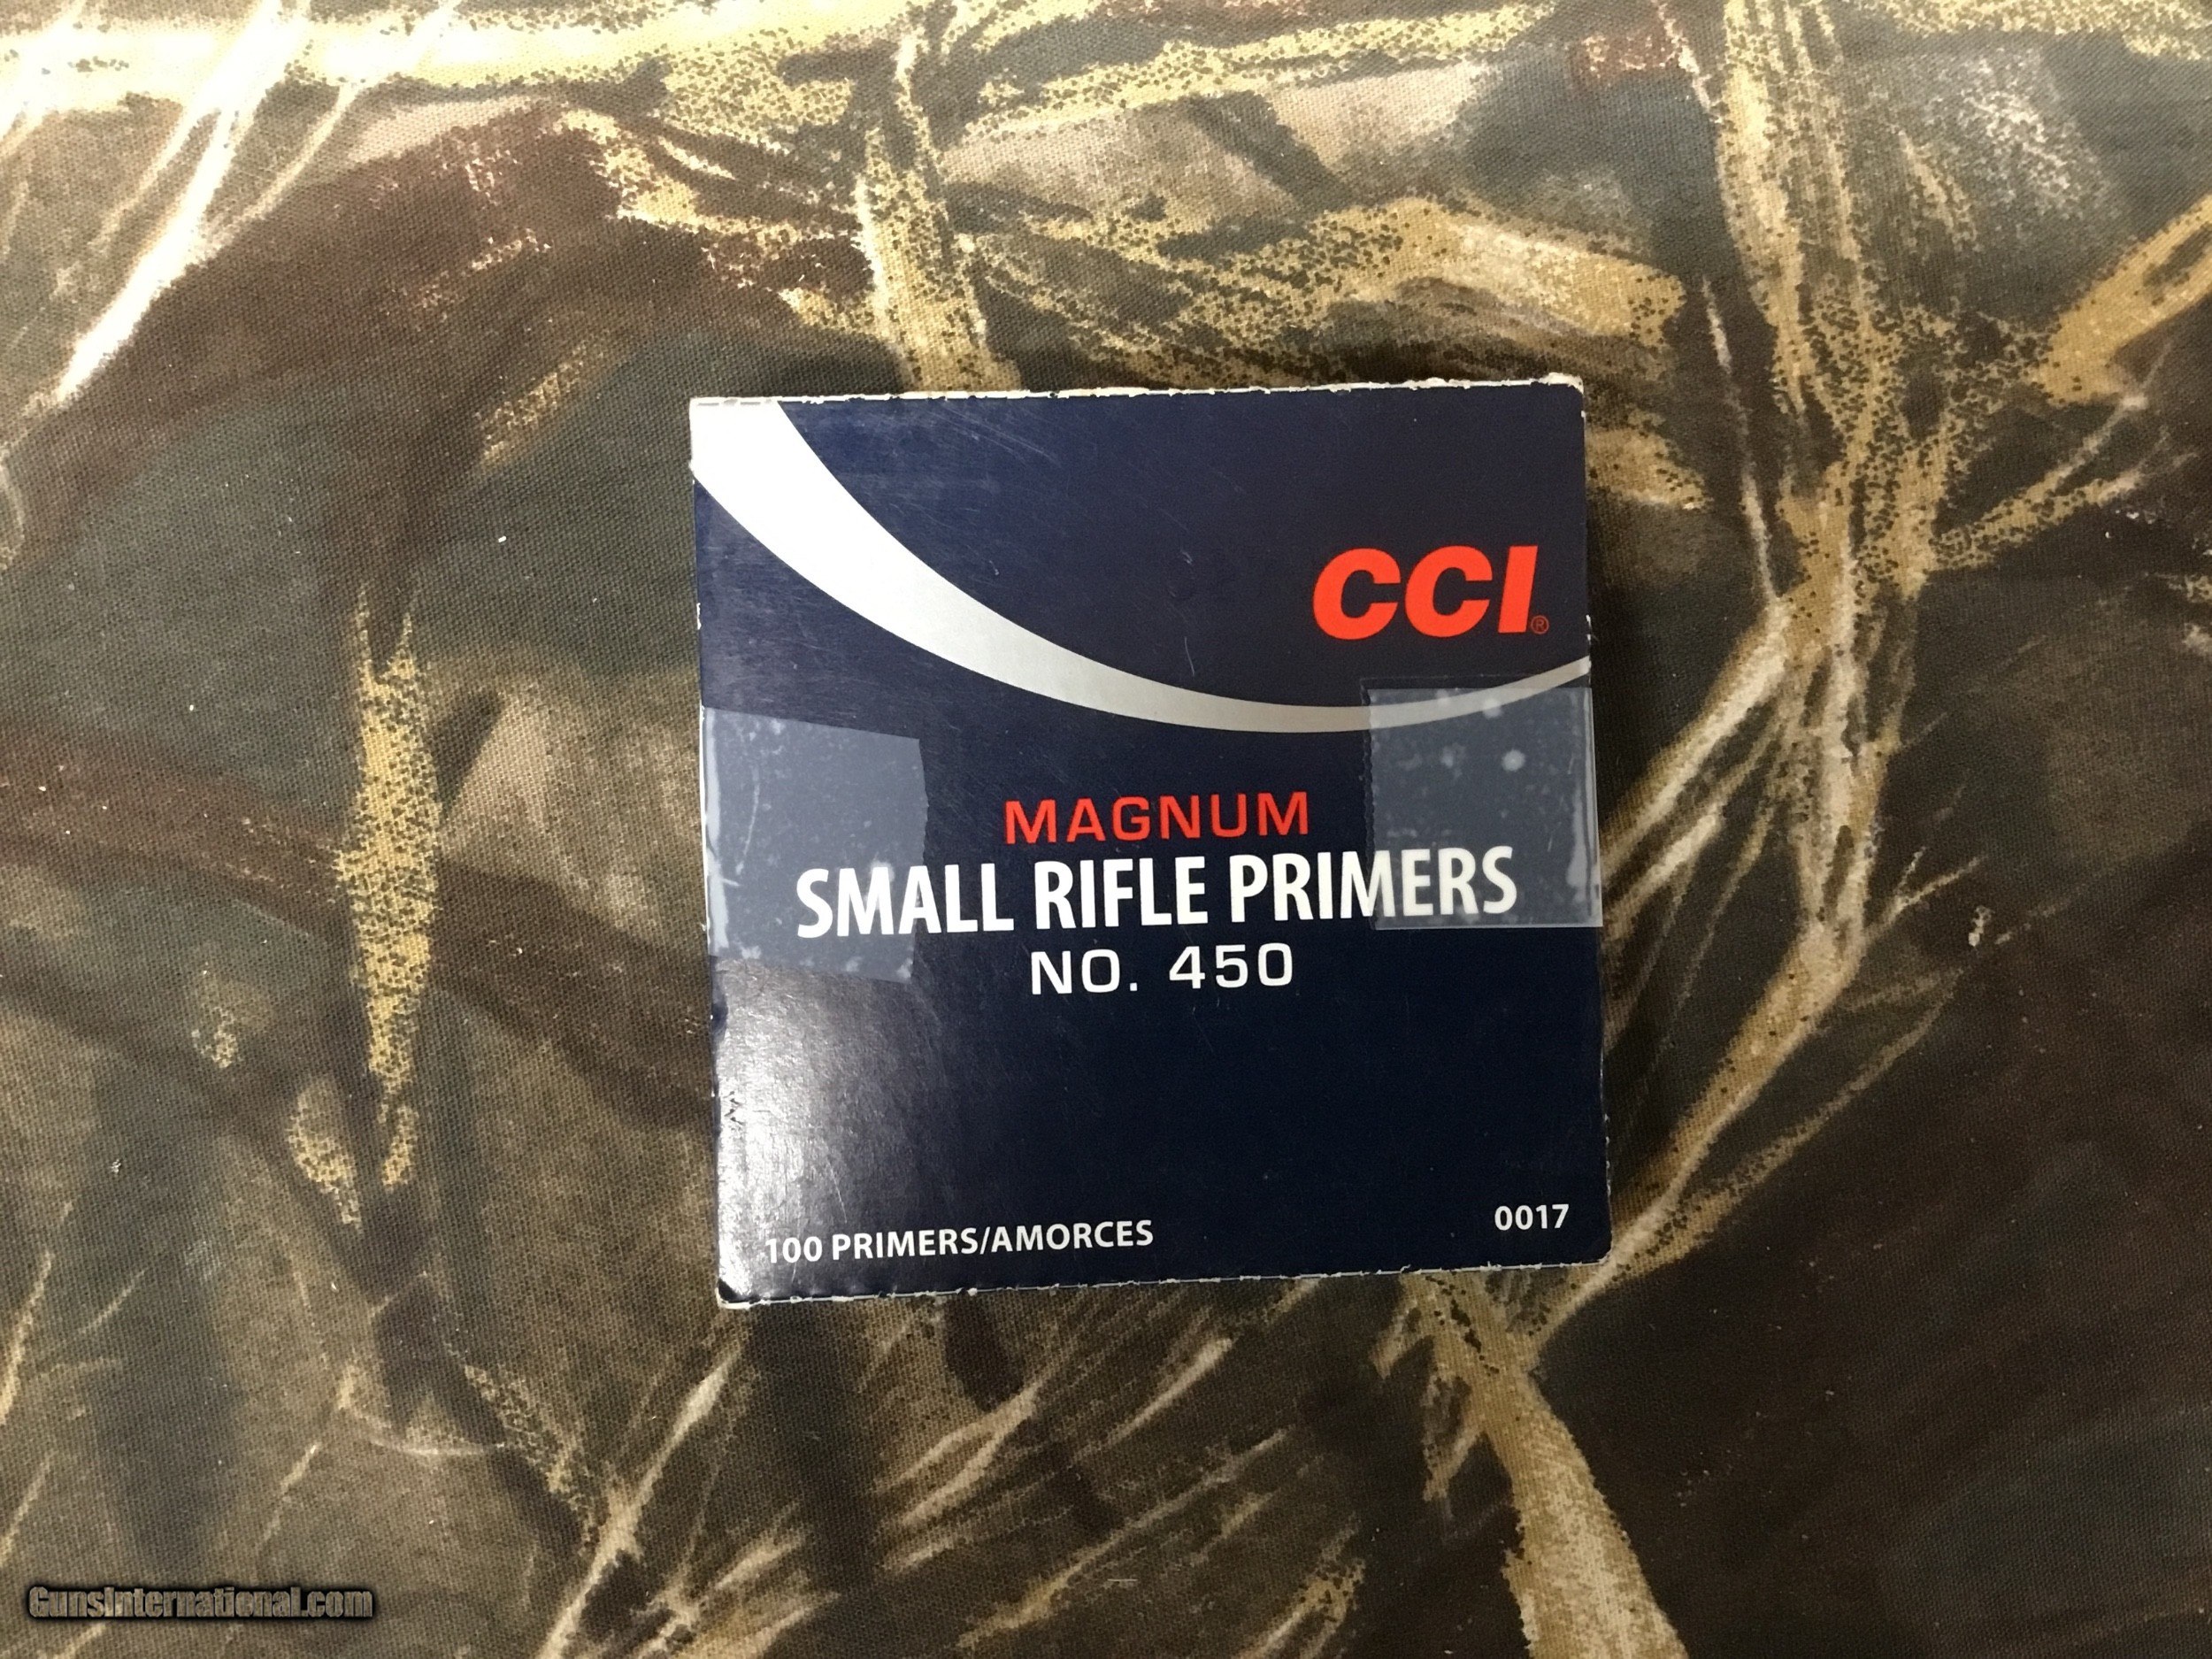 CCI®
MAGNUM
SMALL RIFLE PRIMERS
NO. 450
100 PRIMERS/AMORCES
0017
GunsInternational.com